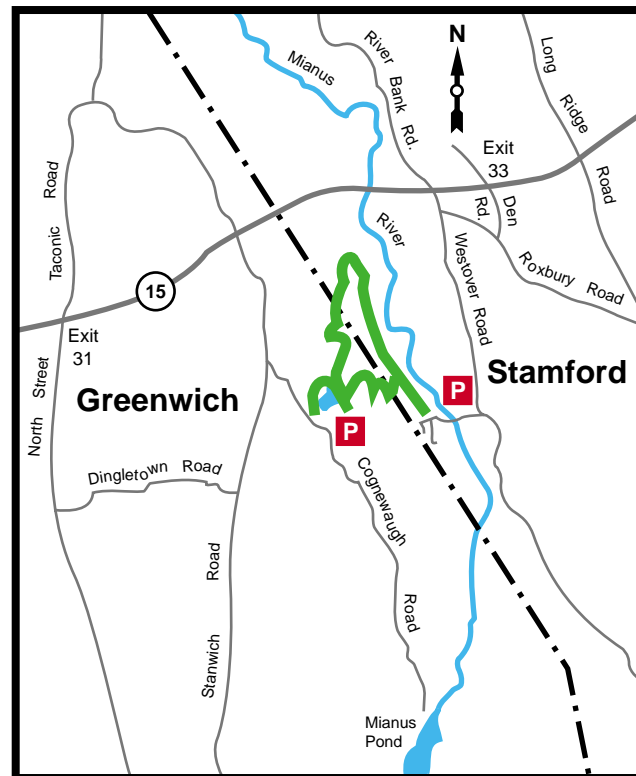 N
Mianus
River
Bank
Rd.
Long
Ridge
Road
Exit
33
Den
Rd.
Taconic Road
River
Westover Road
Roxbury Road
15
Exit
31
North Street
Greenwich
Stamford
P
P
Dingletown Road
Cognewaugh
Road
Stanwich Road
Mianus
Pond